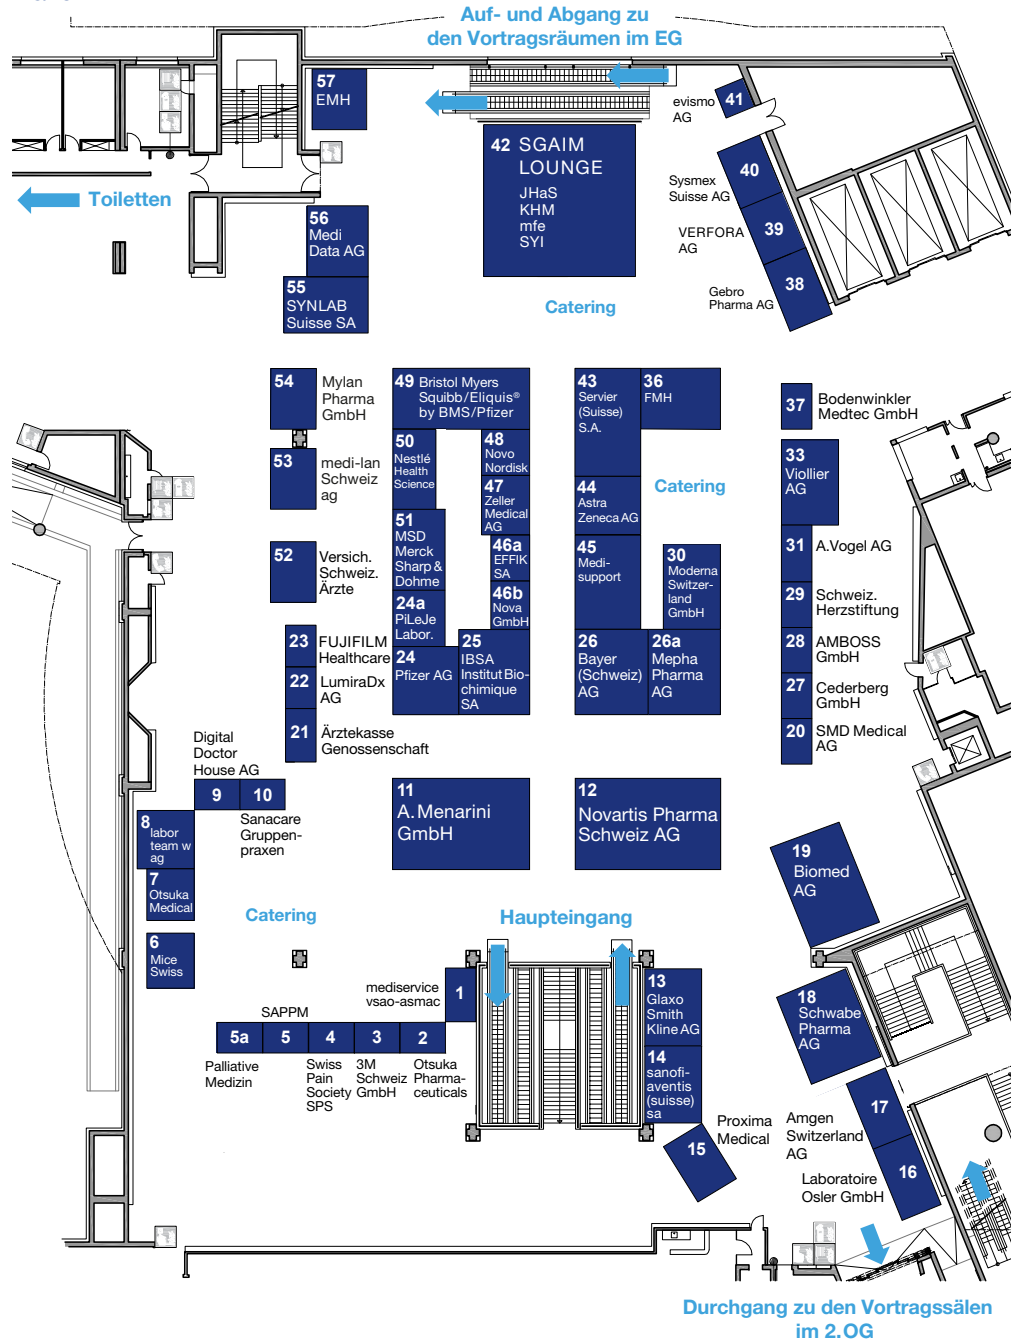 Auf- und Abgang zu
den Vortragsräumen im EG
57
EMH
evismo
AG
41
42 SGAIM
LOUNGE
JHaS
KHM
mfe
SYI
40
Sysmex
Suisse AG
Toiletten
56
Medi
Data AG
VERFORA
AG
39
55
SYNLAB
Suisse SA
Gebro
Pharma AG
38
Catering
54
Mylan
Pharma
GmbH
49 Bristol Myers
Squibb/Eliquis®
by BMS/Pfizer
43
Servier
(Suisse)
S.A.
36
FMH
37
Bodenwinkler
Medtec GmbH
50
Nestlé
Health
Science
48
Novo
Nordisk
33
Viollier
AG
53
medi-lan
Schweiz
ag
47
Zeller
Medical
AG
44
Astra
Zeneca AG
Catering
51
MSD
Merck
Sharp &
Dohme
46a
EFFIK
SA
45
Medi-
support
30
Moderna
Switzer-
land
GmbH
31
A.Vogel AG
52
Versich.
Schweiz.
Ärzte
46b
Nova
GmbH
29
Schweiz.
Herzstiftung
24a
PiLeJe
Labor.
23
FUJIFILM
Healthcare
25
IBSA
Institut Bio-
chimique
SA
26
Bayer
(Schweiz)
AG
26a
Mepha
Pharma
AG
28
AMBOSS
GmbH
24
Pfizer AG
22
LumiraDx
AG
27
Cederberg
GmbH
21
Ärztekasse
Genossenschaft
20
SMD Medical
AG
Digital
Doctor
House AG
9
10
Sanacare
Gruppen-
praxen
11
A. Menarini
GmbH
12
Novartis Pharma
Schweiz AG
8
labor
team w
ag
19
Biomed
AG
7
Otsuka
Medical
Catering
Haupteingang
6
Mice
Swiss
mediservice
vsao-asmac
1
13
Glaxo
Smith
Kline AG
18
Schwabe
Pharma
AG
SAPPM
5a
5
4
3
2
Palliative
Medizin
Swiss
Pain
Society
SPS
3M
Schweiz
GmbH
Otsuka
Pharma-
ceuticals
14
sanofi-
aventis
(suisse)
sa
15
Proxima
Medical
Amgen
Switzerland
AG
17
Laboratoire
Osler GmbH
16
Durchgang zu den Vortragssälen
im 2.OG